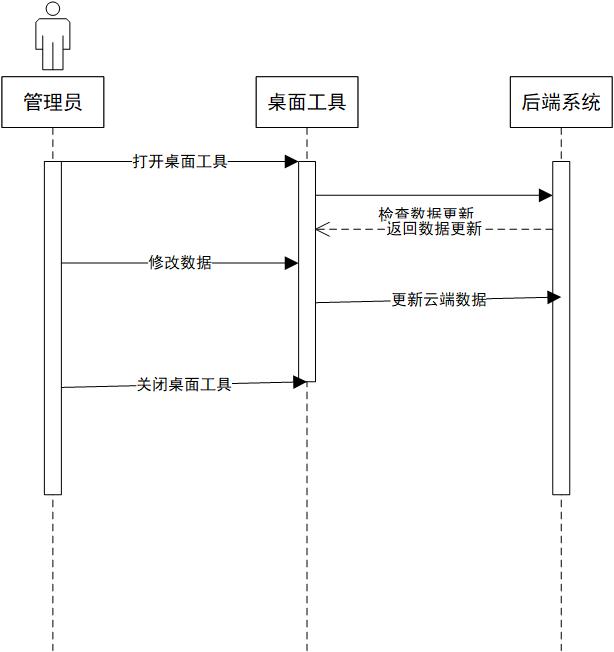 管理员
桌面工具
后端系统
打开桌面工具
检查数据更新
返回数据更新
修改数据
更新云端数据
关闭桌面工具